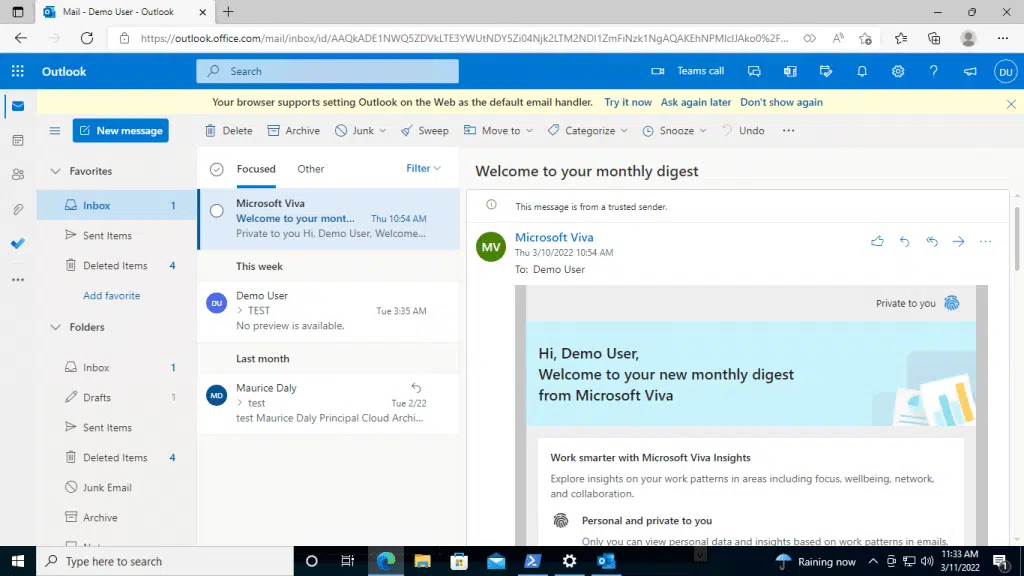 Mail - Demo User - Outlook
https://outlook.office.com/mail/inbox/id/AAQkADE1NWQ5ZDVkLTE3YWUtNDY5Zi04Njk2LTM2NDI1ZmFiNzk1NgAQAKEhNPMIclJAko0%2F...
Outlook
Search
Teams call
DU
Your browser supports setting Outlook on the Web as the default email handler. Try it now Ask again later Don't show again
New message
Delete Archive Junk Sweep Move to Categorize Snooze Undo
Favorites
Inbox 1
Sent Items
Deleted Items 4
Add favorite
Folders
Inbox 1
Drafts 1
Sent Items
Deleted Items 4
Junk Email
Archive
Focused Other Filter
Microsoft Viva
Welcome to your mont... Thu 10:54 AM
Private to you Hi, Demo User, Welcome...
This week
DU
Demo User
> TEST Tue 3:35 AM
No preview is available.
Last month
MD
Maurice Daly
> test Tue 2/22
test Maurice Daly Principal Cloud Archi...
Welcome to your monthly digest
This message is from a trusted sender.
MV
Microsoft Viva
Thu 3/10/2022 10:54 AM
To: Demo User
Private to you
Hi, Demo User,
Welcome to your new monthly digest
from Microsoft Viva
Work smarter with Microsoft Viva Insights
Explore insights on your work patterns in areas including focus, wellbeing, network,
and collaboration.
Personal and private to you
Only you can view personal data and insights based on work patterns in emails,
Type here to search
Raining now
11:33 AM
3/11/2022
1